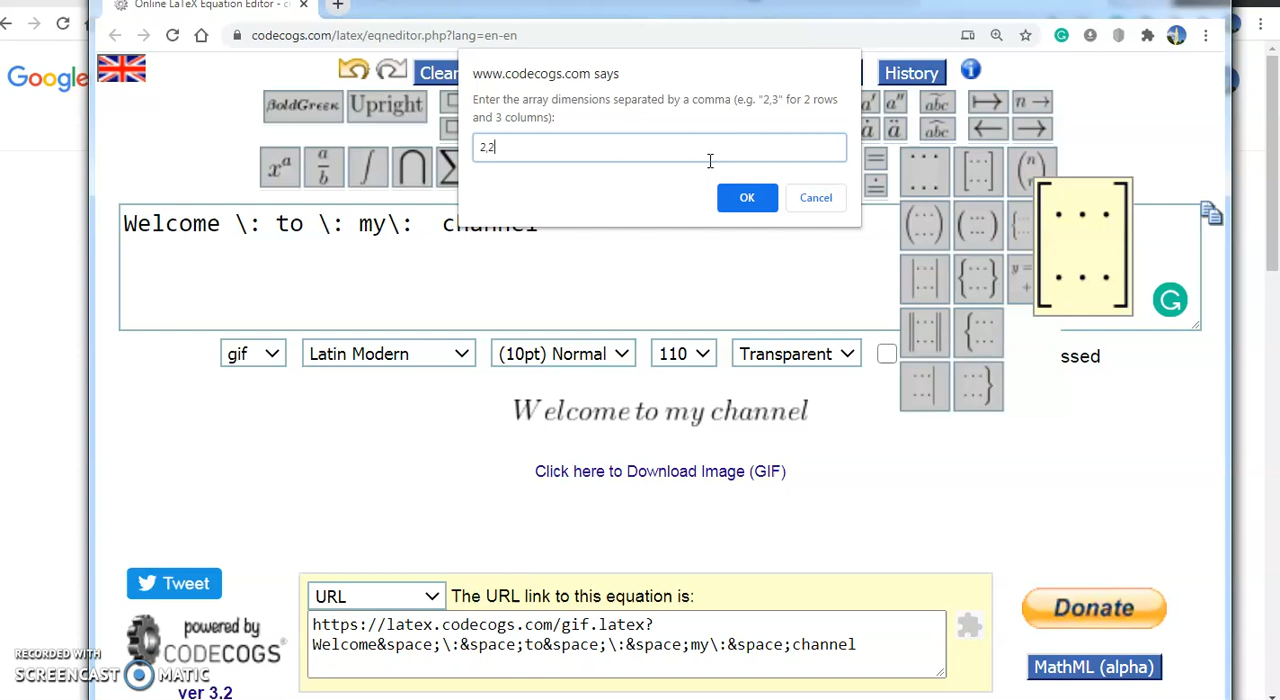 Online LaTeX Equation Editor - c
codecogs.com/latex/eqneditor.php?lang=en-en
Google
Clear
History
www.codecogs.com says
Enter the array dimensions separated by a comma (e.g. "2,3" for 2 rows
and 3 columns):
2,2
OK
Cancel
βoldGreek
Upright
Welcome \: to \: my\: channel
gif
Latin Modern
(10pt) Normal
110
Transparent
ssed
Welcome to my channel
Click here to Download Image (GIF)
Tweet
URL
The URL link to this equation is:
https://latex.codecogs.com/gif.latex?
Welcome&space;\:&space;to&space;\:&space;my\:&space;channel
Donate
MathML (alpha)
powered by
CODECOGS
ver 3.2
RECORDED WITH
SCREENCAST MATIC